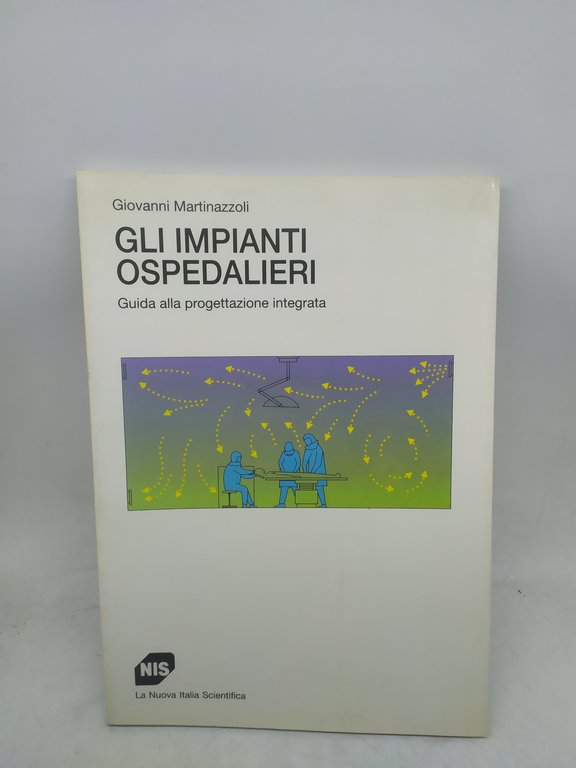 Giovanni Martinazzoli
GLI IMPIANTI
OSPEDALIERI
Guida alla progettazione integrata
NIS
La Nuova Italia Scientifica